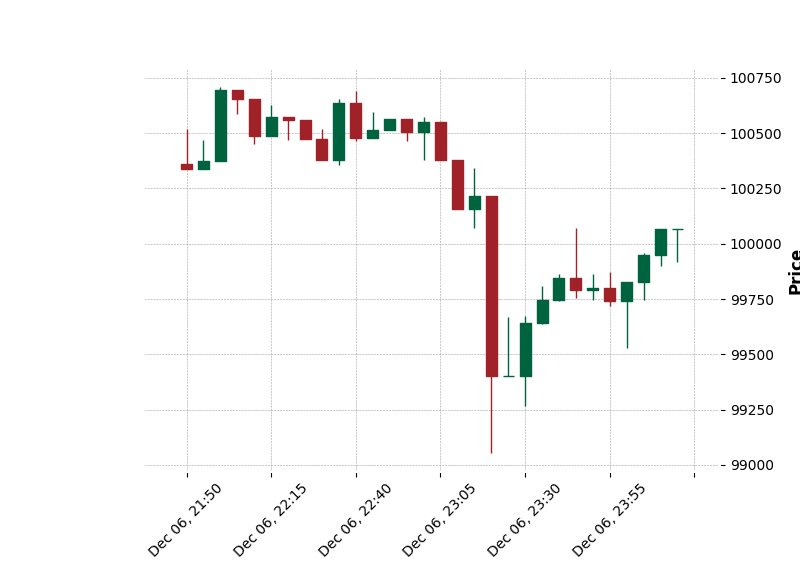 100750
100500
100250
100000
99750
99500
99250
99000
Price
Dec 06, 21:50
Dec 06, 22:15
Dec 06, 22:40
Dec 06, 23:05
Dec 06, 23:30
Dec 06, 23:55